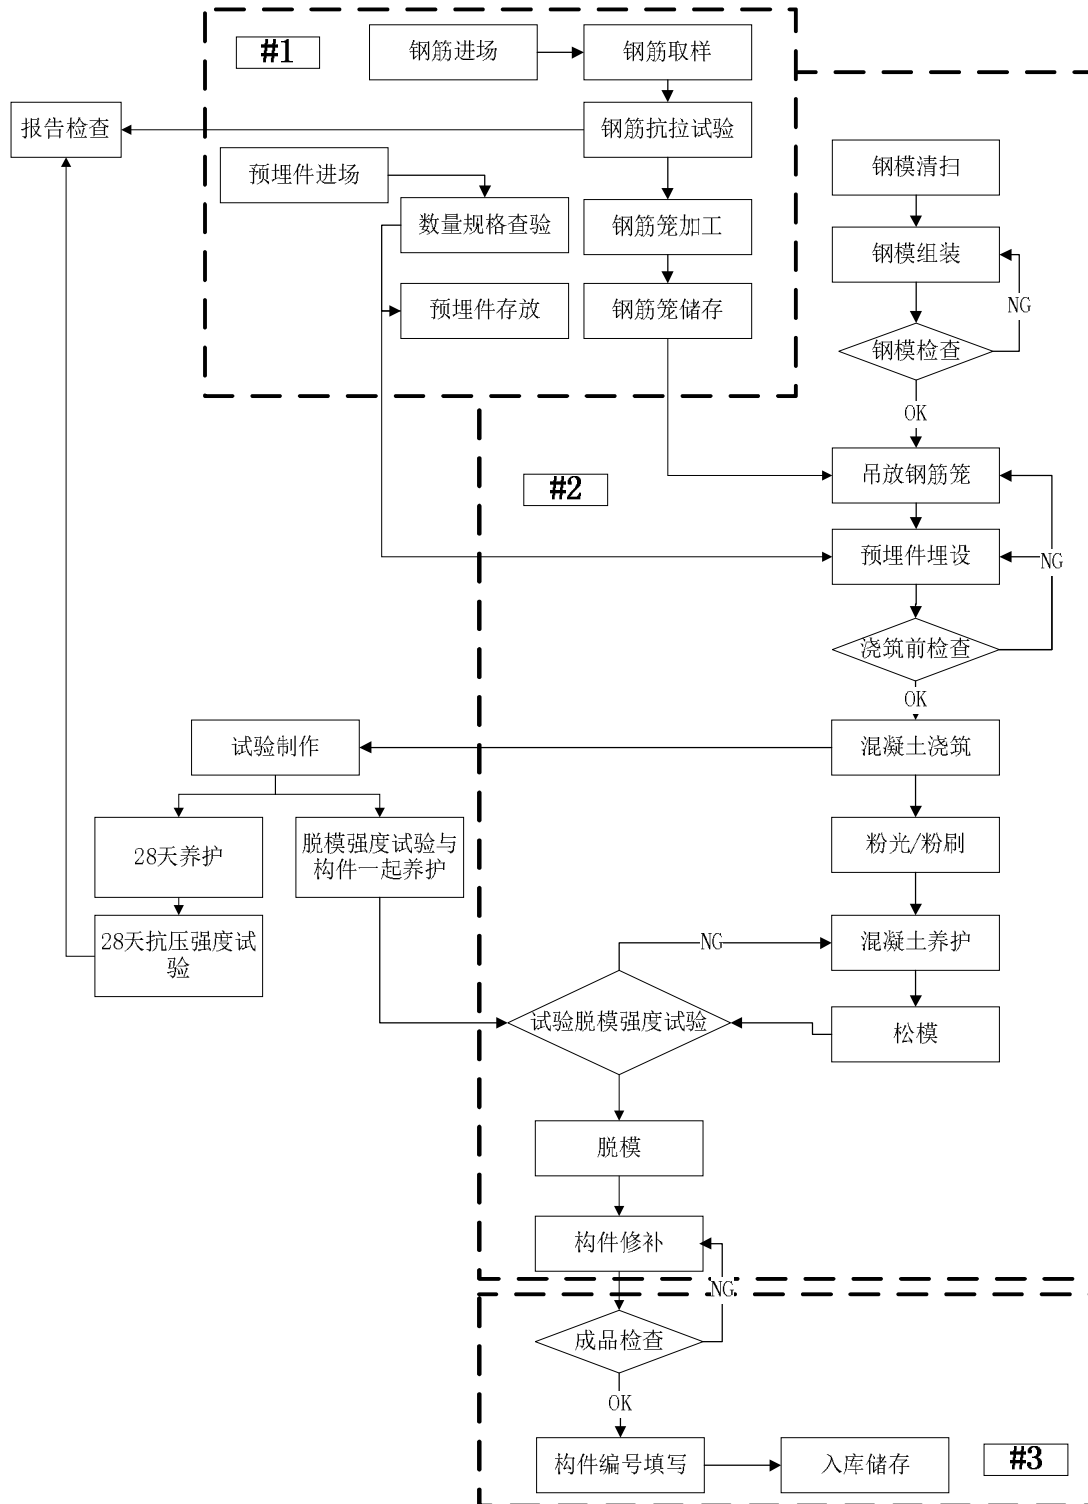 #1
钢筋进场
钢筋取样
报告检查
钢筋抗拉试验
预埋件进场
钢模清扫
数量规格查验
钢筋笼加工
钢模组装
预埋件存放
钢筋笼储存
NG
钢模检查
OK
#2
吊放钢筋笼
预埋件埋设
NG
浇筑前检查
OK
试验制作
混凝土浇筑
28天养护
脱模强度试验与
构件一起养护
粉光/粉刷
28天抗压强度试
验
NG
混凝土养护
试验脱模强度试验
松模
脱模
构件修补
NG
成品检查
OK
构件编号填写
入库储存
#3